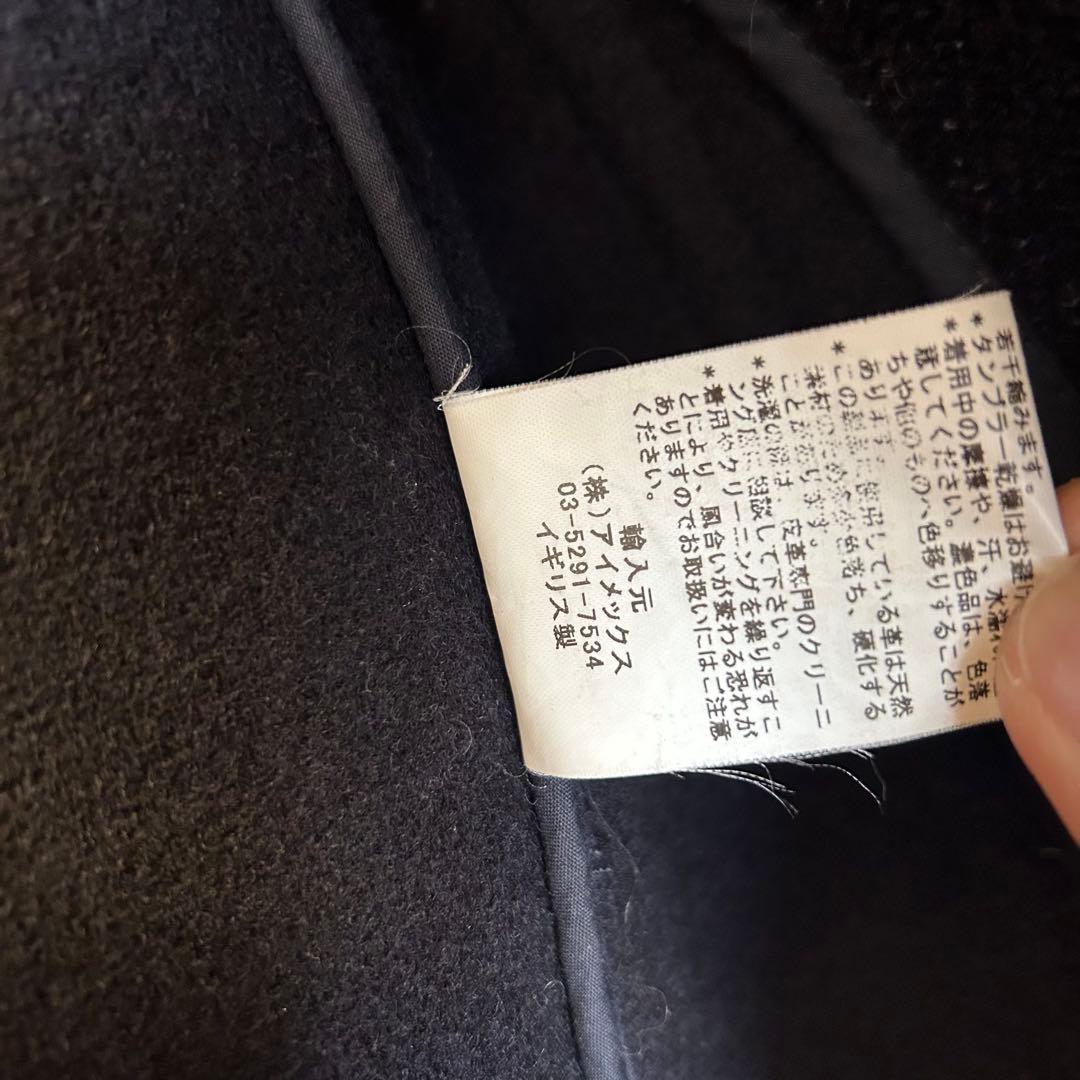 若干縮みます。
*タンブラー乾燥はお避け
*着用中の摩擦や、汗、水濡れ
けしてください。濃色品は、色落
ちや他のものへ色移りすることが
あります。
*この製品に使用している革は天然
素材のため色落ち、硬化する
ことがあります。
*洗濯の際は、皮革専門のクリーニ
ング店に相談して下さい。
*着用やクリーニングを繰り返すこ
とにより、風合いが変わる恐れが
ありますのでお取扱いにはご注意
ください。
輸入元
(株)アイメックス
03-5291-7534
イギリス製